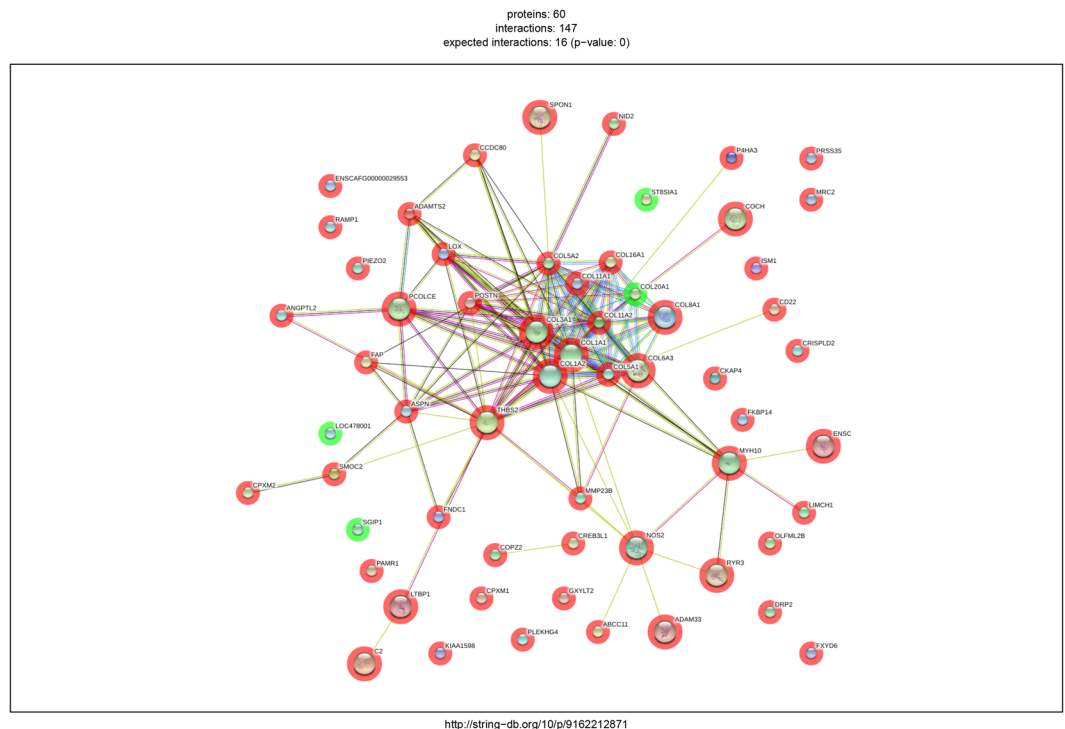 proteins: 60
interactions: 147
expected interactions: 16 (p−value: 0)
SPON1
NID2
CCDC80
P4HA3
PRSS35
ENSCAFG00000029553
ST8SIA1
MRC2
ADAMTS2
COCH
RAMP1
LOX
PIEZO2
COL5A2
COL16A1
ISM1
COL11A1
COL20A1
PCOLCE
POSTN
CD22
ANGPTL2
COL3A1
COL11A2
COL8A1
CRISPLD2
FAP
COL1A1
COL1A2
COL5A1
COL6A3
CKAP4
ASPN
THBS2
FKBP14
LOC478001
MYH10
ENSC
SMOC2
CPXM2
MMP23B
LIMCH1
FNDC1
SGIP1
CREB3L1
NOS2
OLFML2B
COPZ2
PAMR1
RYR3
LTBP1
CPXM1
GXYLT2
DRP2
PLEKHG4
ABCC11
ADAM33
C2
KIAA1598
FXYD6
http://string−db.org/10/p/9162212871